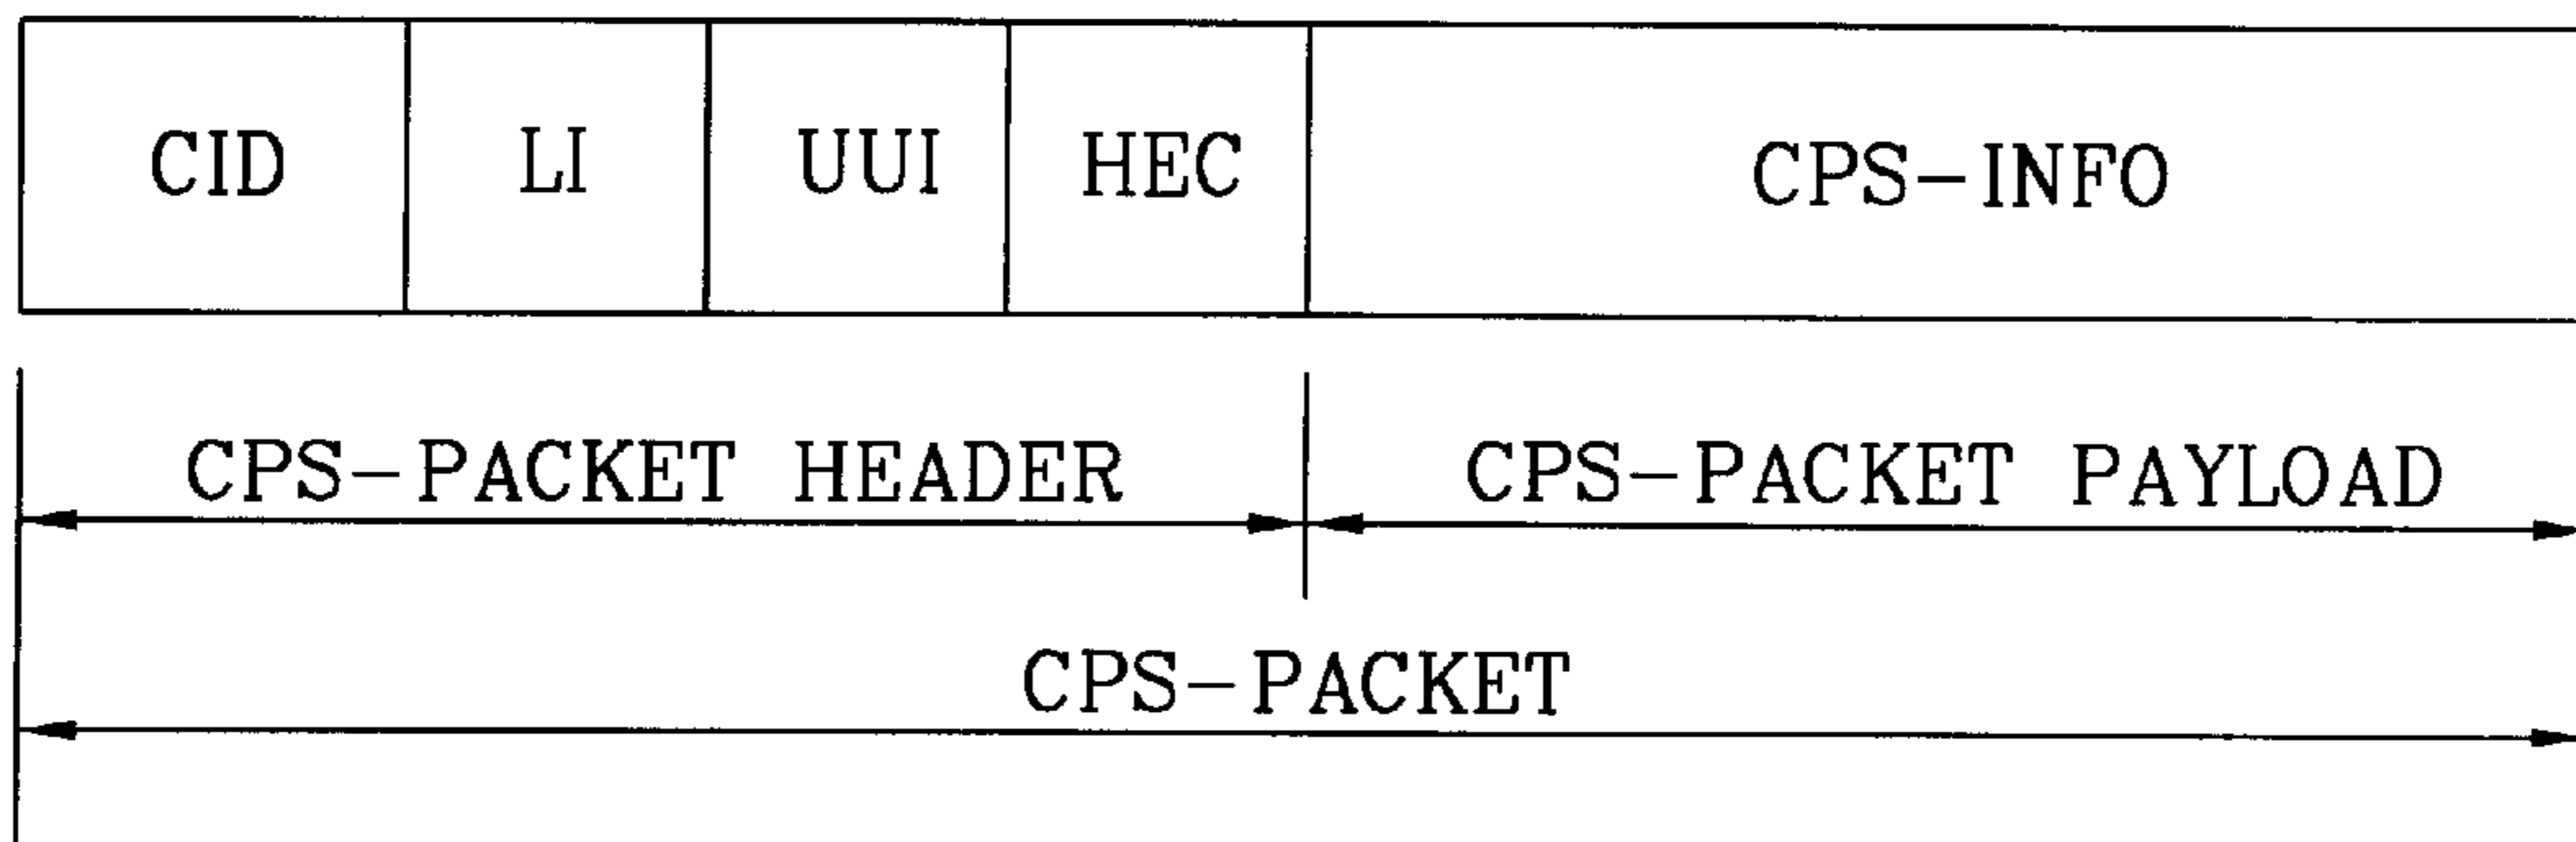 CID LI UUI HEC CPS-INFO
CPS-PACKET HEADER CPS-PACKET PAYLOAD
CPS-PACKET